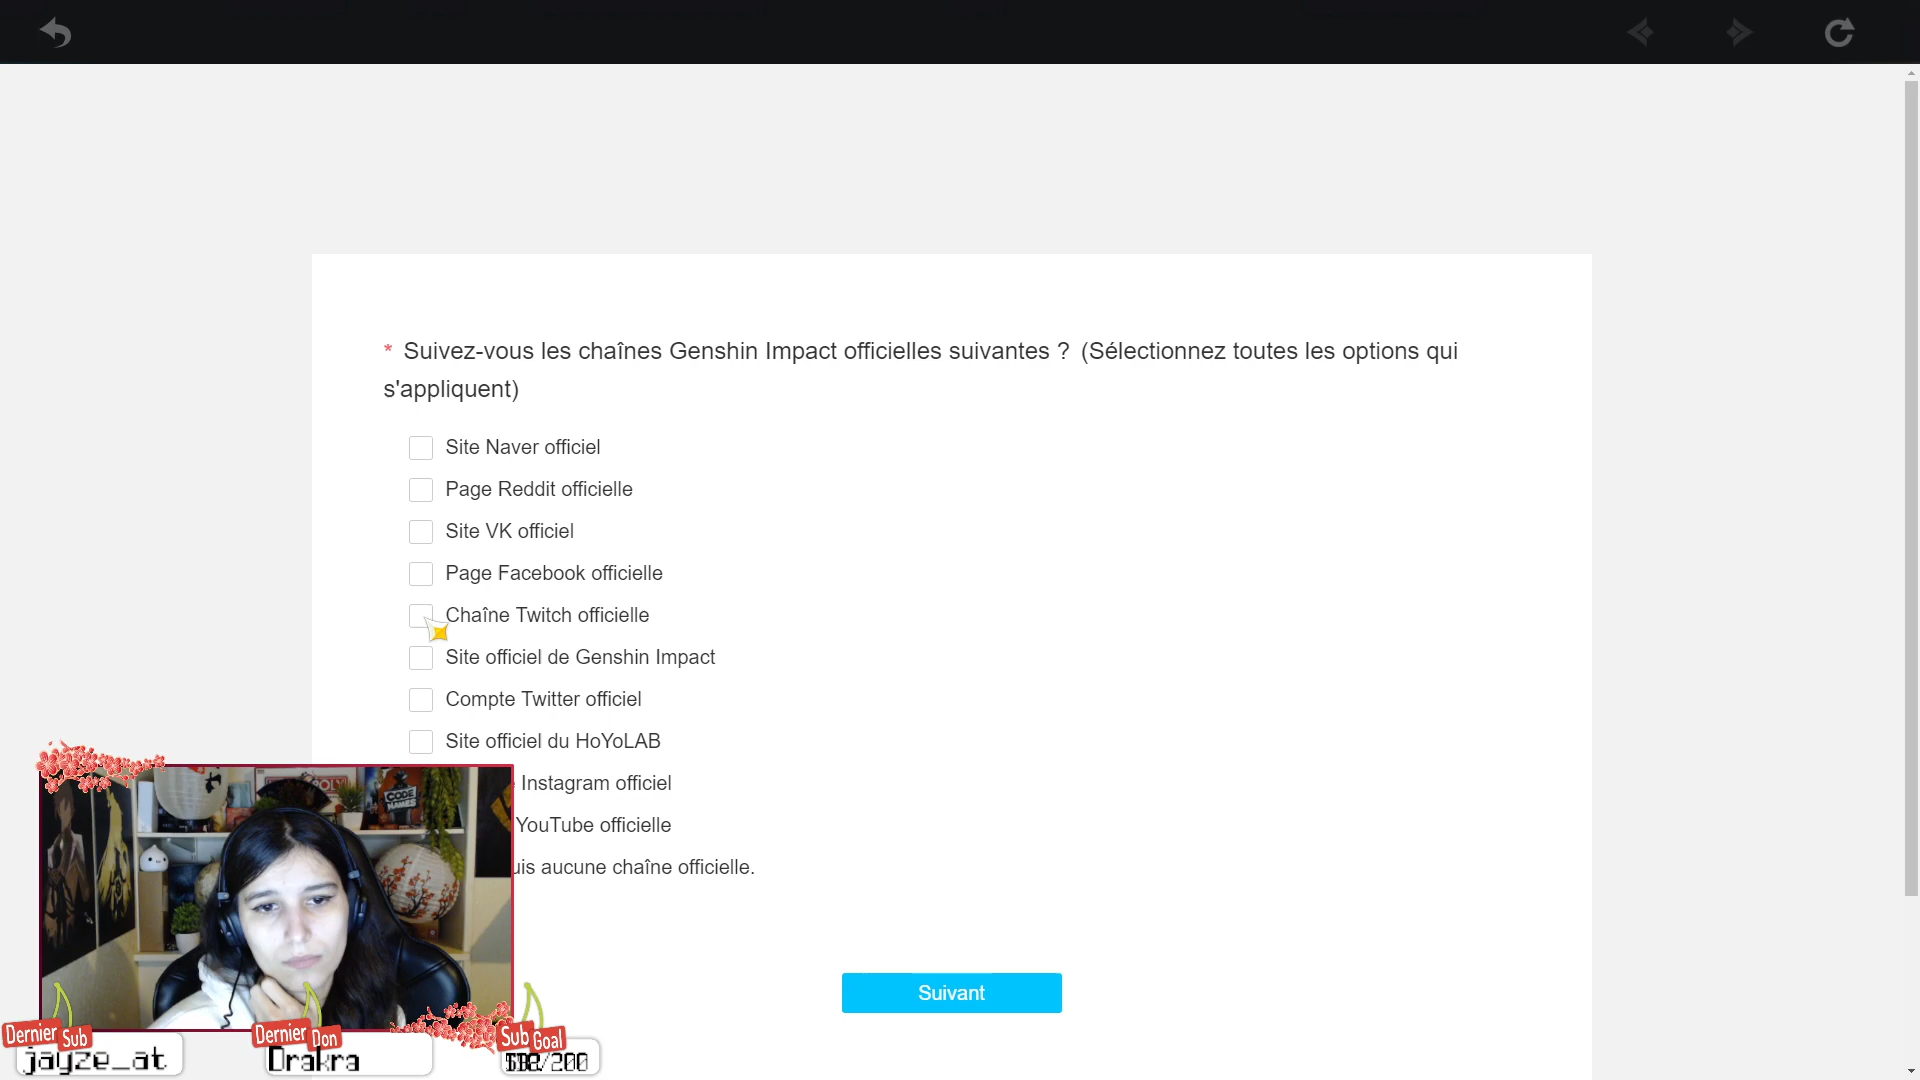 * Suivez-vous les chaînes Genshin Impact officielles suivantes ? (Sélectionnez toutes les options qui
s'appliquent)
Site Naver officiel
Page Reddit officielle
Site VK officiel
Page Facebook officielle
Chaîne Twitch officielle
Site officiel de Genshin Impact
Compte Twitter officiel
Site officiel du HoYoLAB
Instagram officiel
YouTube officielle
uis aucune chaîne officielle.
Suivant
CODE
NAMES
Dernier Sub
jayze_at
Dernier Don
Drakra
Sub Goal
/200